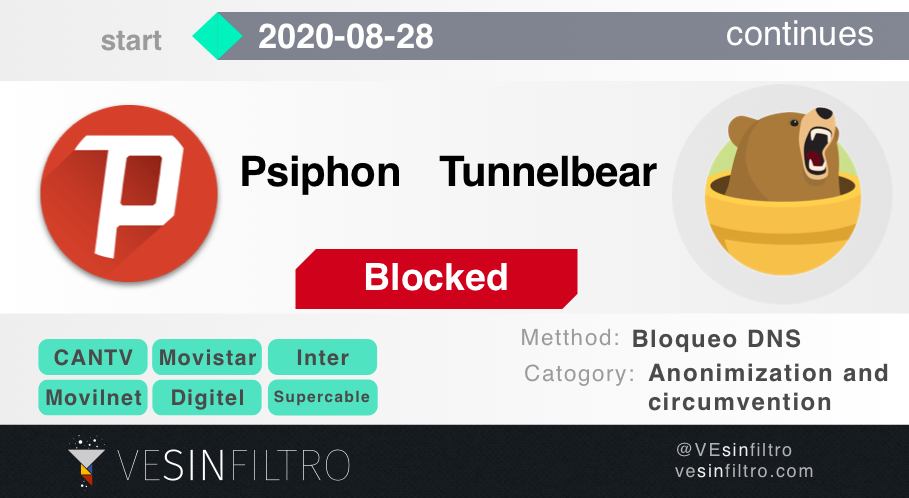 start 2020-08-28 continues
Psiphon Tunnelbear
Blocked
CANTV Movistar Inter
Movilnet Digitel Supercable
Metthod: Bloqueo DNS
Catogory: Anonimization and
circumvention
VESINFILTRO
@VEsinfiltro
vesinfiltro.com